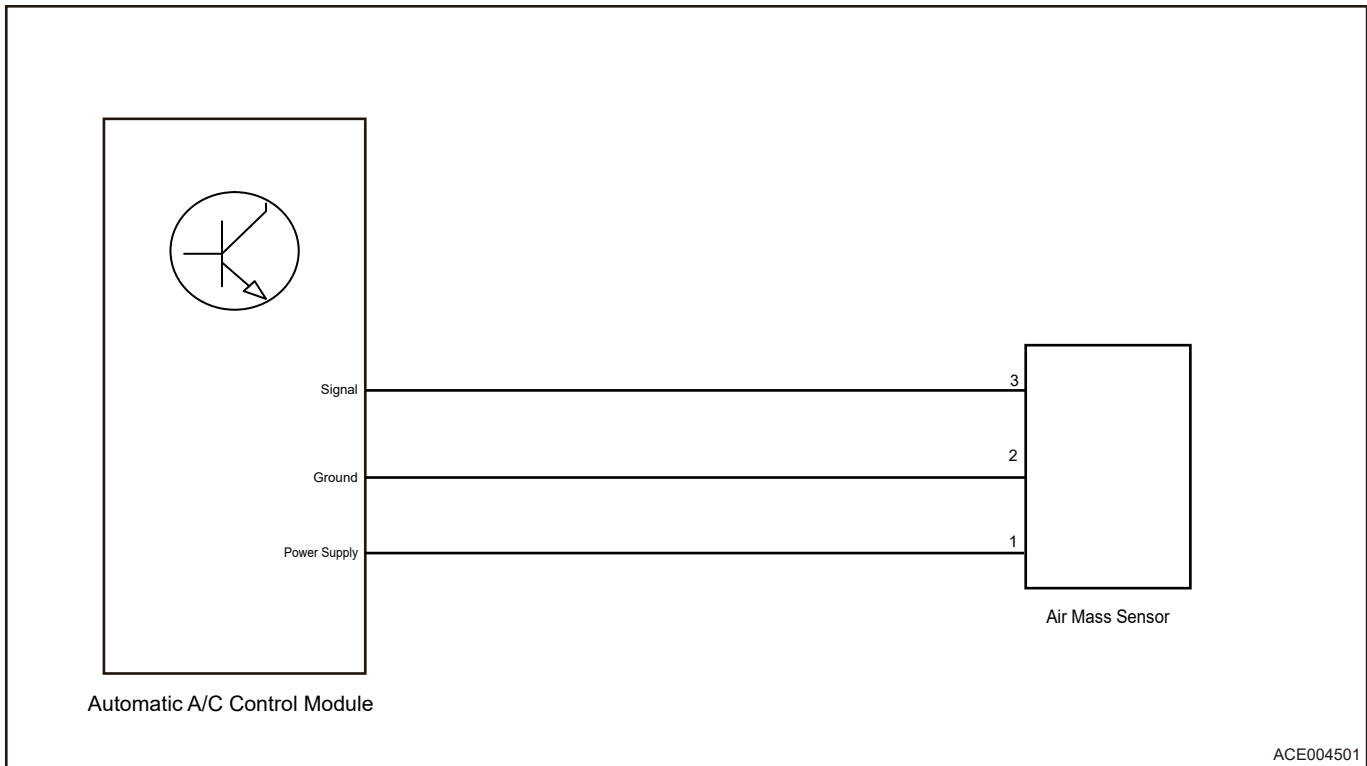 Signal
3
Ground
2
Power Supply
1
Air Mass Sensor
Automatic A/C Control Module
ACE004501